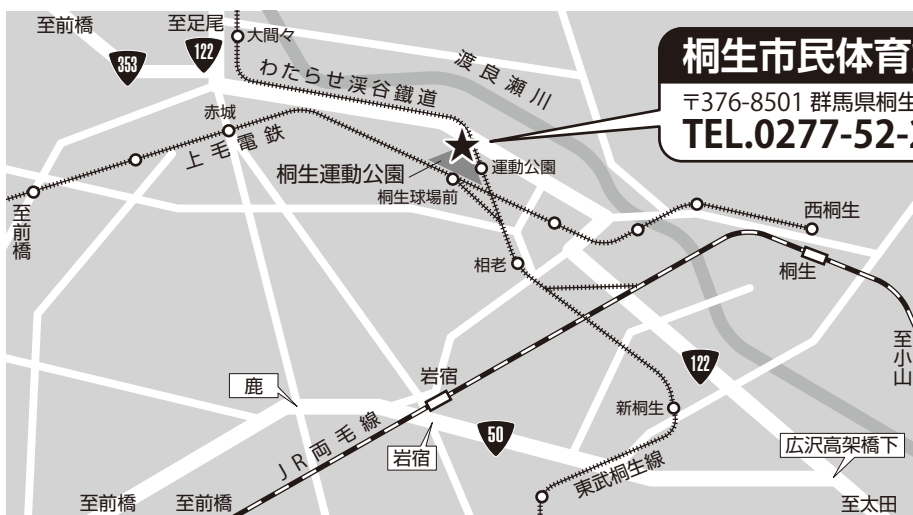 至前橋
至足尾
大間々
353
122
わたらせ渓谷鐵道
渡良瀬川
桐生市民体育
〒376-8501 群馬県桐生
TEL.0277-52-
赤城
上毛電鉄
桐生運動公園
運動公園
桐生球場前
至前橋
西桐生
相老
桐生
至小山
鹿
岩宿
122
新桐生
JR両毛線
岩宿
50
広沢高架橋下
東武桐生線
至前橋
至前橋
至太田